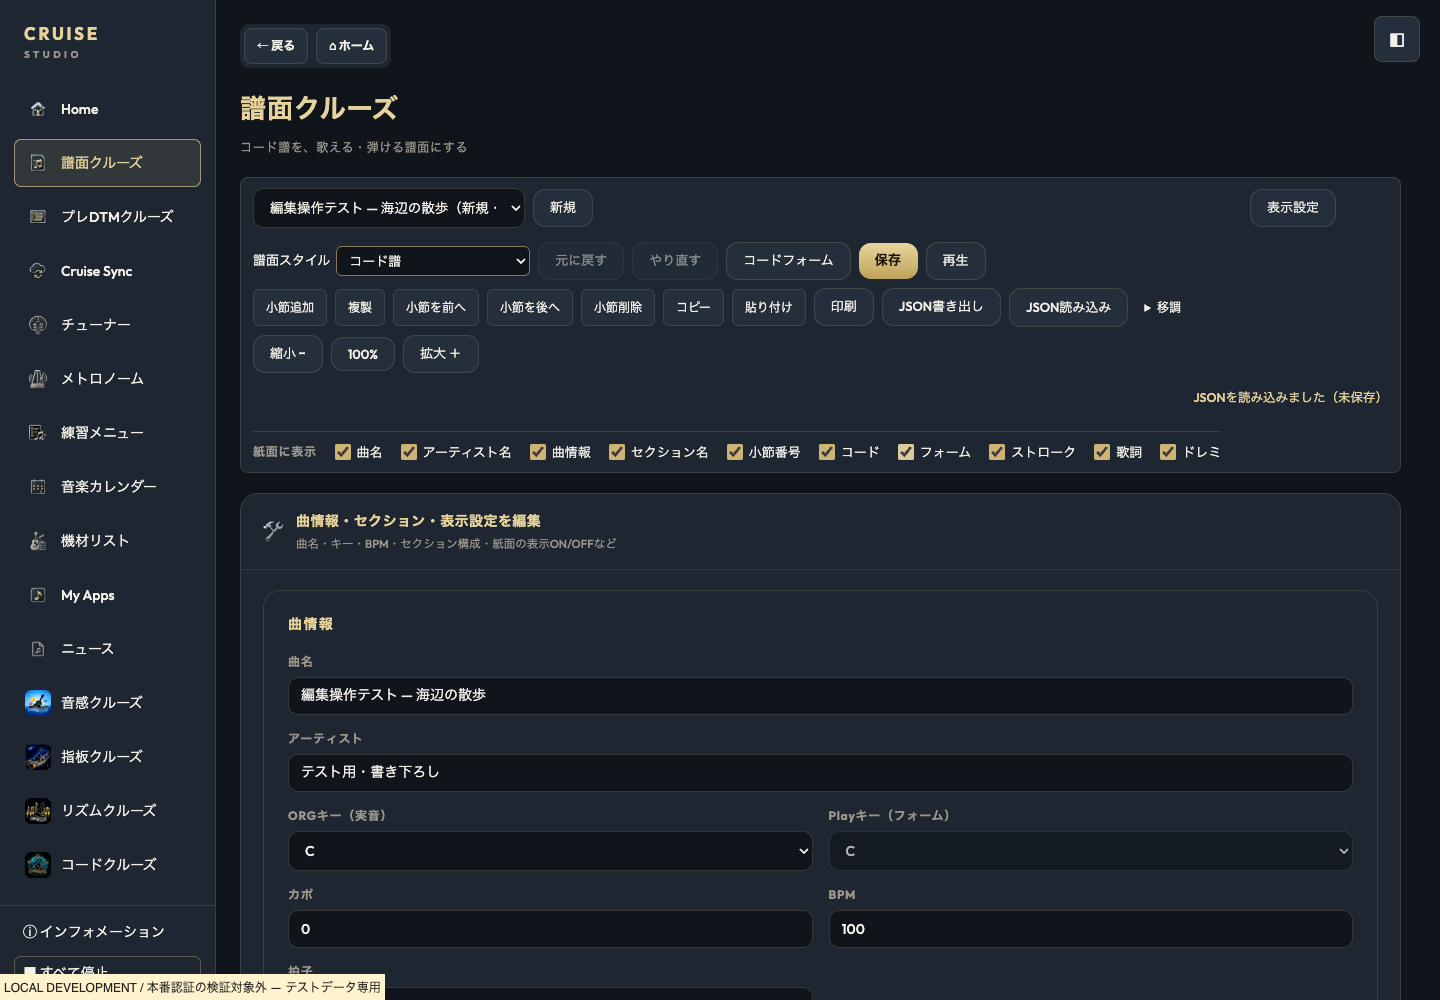 CRUISE
STUDIO
Home
譜面クルーズ
プレDTMクルーズ
Cruise Sync
チューナー
メトロノーム
練習メニュー
音楽カレンダー
機材リスト
My Apps
ニュース
音感クルーズ
指板クルーズ
リズムクルーズ
コードクルーズ
ⓘ インフォメーション
■ すべて停止
LOCAL DEVELOPMENT / 本番認証の検証対象外 — テストデータ専用
←戻る ⌂ホーム
譜面クルーズ
コード譜を、歌える・弾ける譜面にする
編集操作テスト — 海辺の散歩（新規・ 新規 表示設定
譜面スタイル コード譜 元に戻す やり直す コードフォーム 保存 再生
小節追加 複製 小節を前へ 小節を後へ 小節削除 コピー 貼り付け 印刷 JSON書き出し JSON読み込み ▶ 移調
縮小 − 100% 拡大 ＋
JSONを読み込みました（未保存）
紙面に表示 曲名 アーティスト名 曲情報 セクション名 小節番号 コード フォーム ストローク 歌詞 ドレミ
曲情報・セクション・表示設定を編集
曲名・キー・BPM・セクション構成・紙面の表示ON/OFFなど
曲情報
曲名
編集操作テスト — 海辺の散歩
アーティスト
テスト用・書き下ろし
ORGキー（実音） Playキー（フォーム）
C C
カポ BPM
0 100
拍子